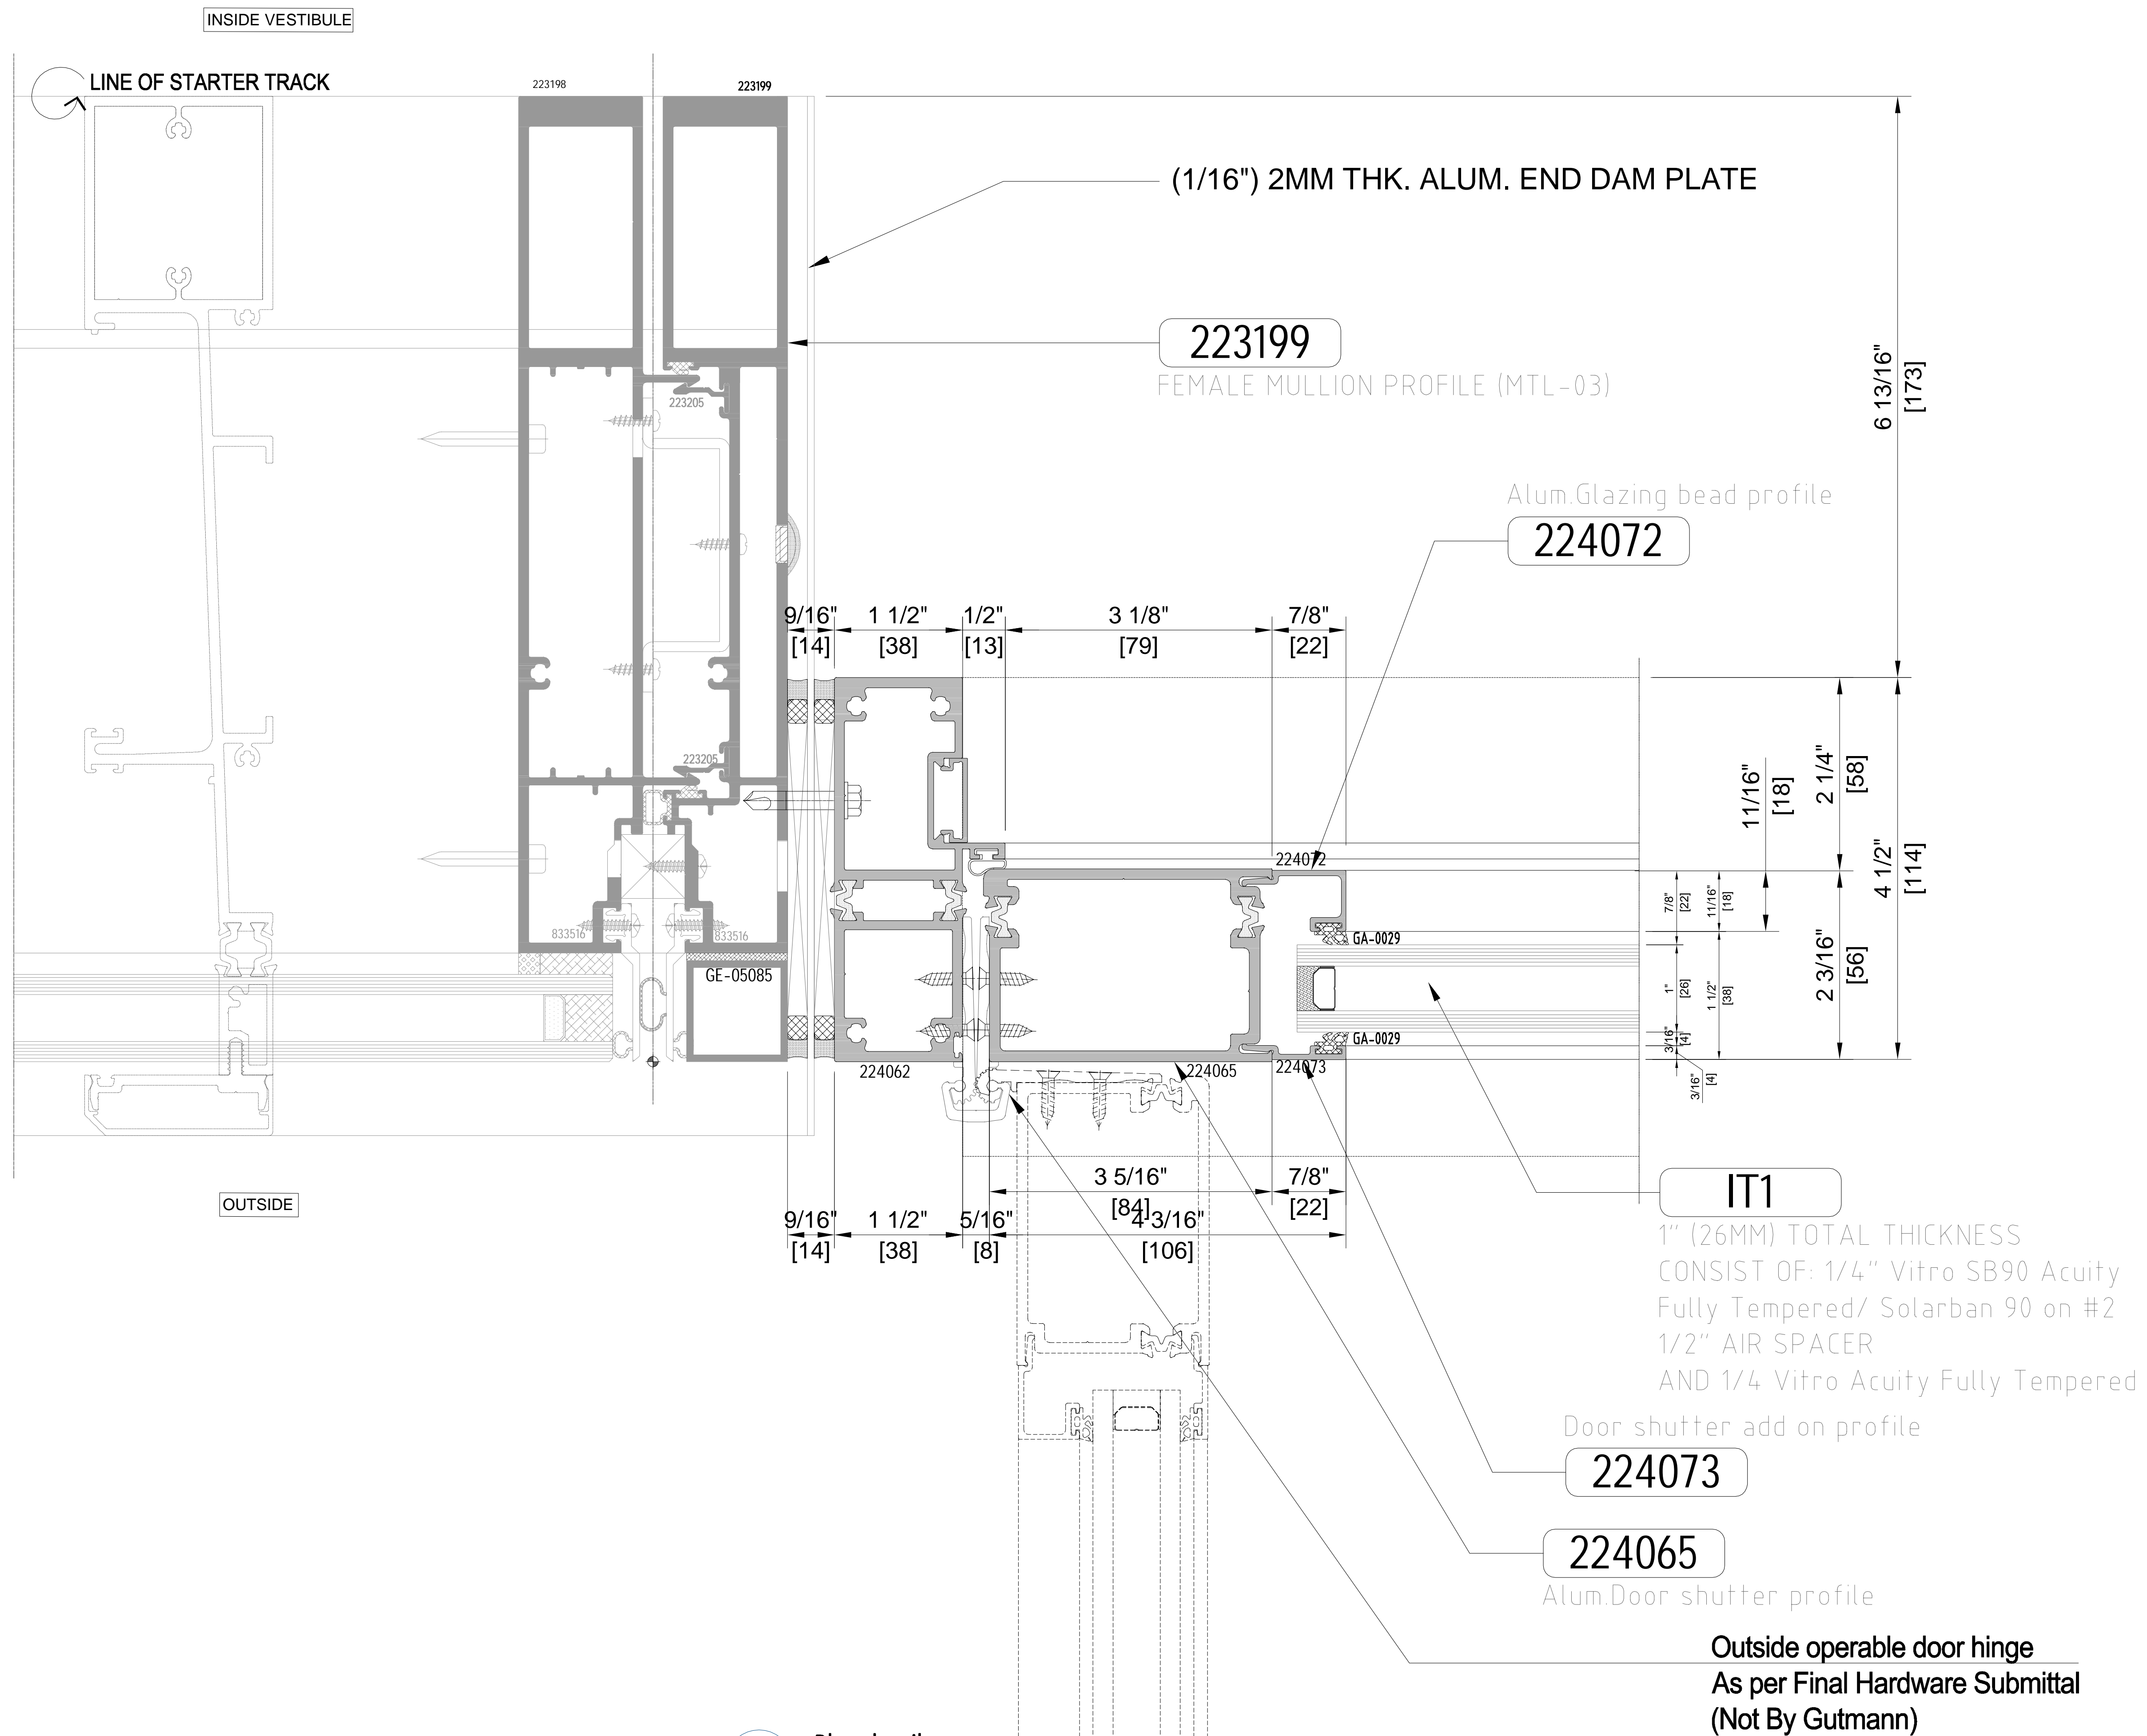 INSIDE VESTIBULE
LINE OF STARTER TRACK
223198
223199
(1/16") 2MM THK. ALUM. END DAM PLATE
223199
FEMALE MULLION PROFILE (MTL-03)
6 13/16"
[173]
223205
Alum.Glazing bead profile
224072
9/16"
[14]
1 1/2"
[38]
1/2"
[13]
3 1/8"
[79]
7/8"
[22]
223205
11/16"
[18]
2 1/4"
[58]
4 1/2"
[114]
224072
7/8"
[22]
11/16"
[18]
833516
833516
GE-05085
GA-0029
1"
[26]
1 1/2"
[38]
2 3/16"
[56]
GA-0029
3/16"
[4]
3/16"
[4]
224062
224065
224073
OUTSIDE
3 5/16"
[84]
7/8"
[22]
9/16"
[14]
1 1/2"
[38]
5/16"
[8]
4 3/16"
[106]
IT1
1" (26MM) TOTAL THICKNESS
CONSIST OF: 1/4" Vitro SB90 Acuity
Fully Tempered/ Solarban 90 on #2
1/2" AIR SPACER
AND 1/4 Vitro Acuity Fully Tempered
Door shutter add on profile
224073
224065
Alum.Door shutter profile
Outside operable door hinge
As per Final Hardware Submittal
(Not By Gutmann)